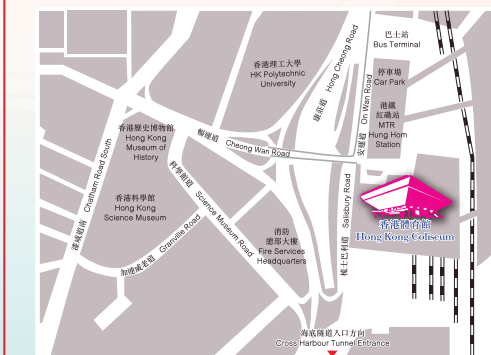 巴士站
Bus Terminal
停車場
Car Park
港鐵
紅磡站
MTR
Hung Hom
Station
香港理工大學
HK Polytechnic
University
康莊道 Hong Cheong Road
安運道 On Wan Road
暢運道 Cheong Wan Road
香港歷史博物館
Hong Kong
Museum of
History
科學館道 Science Museum Road
香港科學館
Hong Kong
Science Museum
漆咸道南 Chatham Road South
加連威老道 Granville Road
消防
總部大樓
Fire Services
Headquarters
梳士巴利道 Salisbury Road
香港體育館
Hong Kong Coliseum
海底隧道入口方向
Cross Harbour Tunnel Entrance